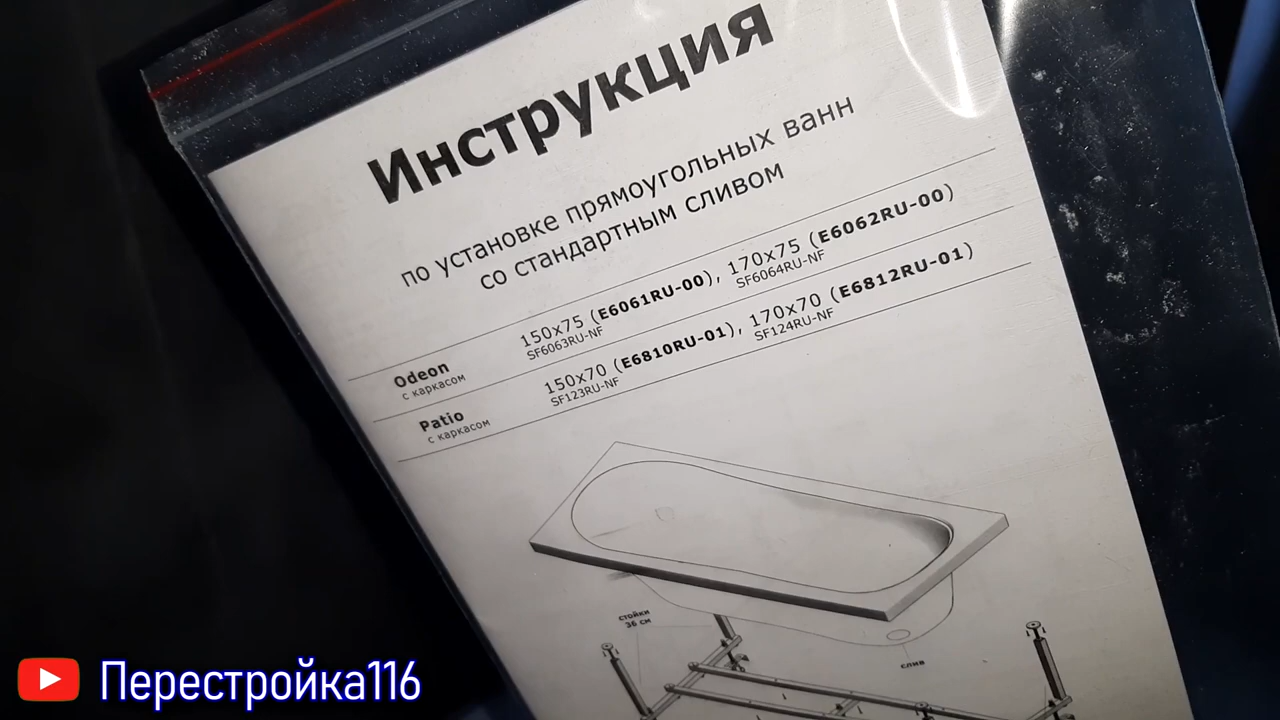 Инструкция
по установке прямоугольных ванн
со стандартным сливом
Odeon 150x75 (E6061RU-00), 170x75 (E6062RU-00)
с каркасом SF6063RU-NF SF6064RU-NF
Patio 150x70 (E6810RU-01), 170x70 (E6812RU-01)
с каркасом SF123RU-NF SF124RU-NF
стойки
36 см
слив
Перестройка116